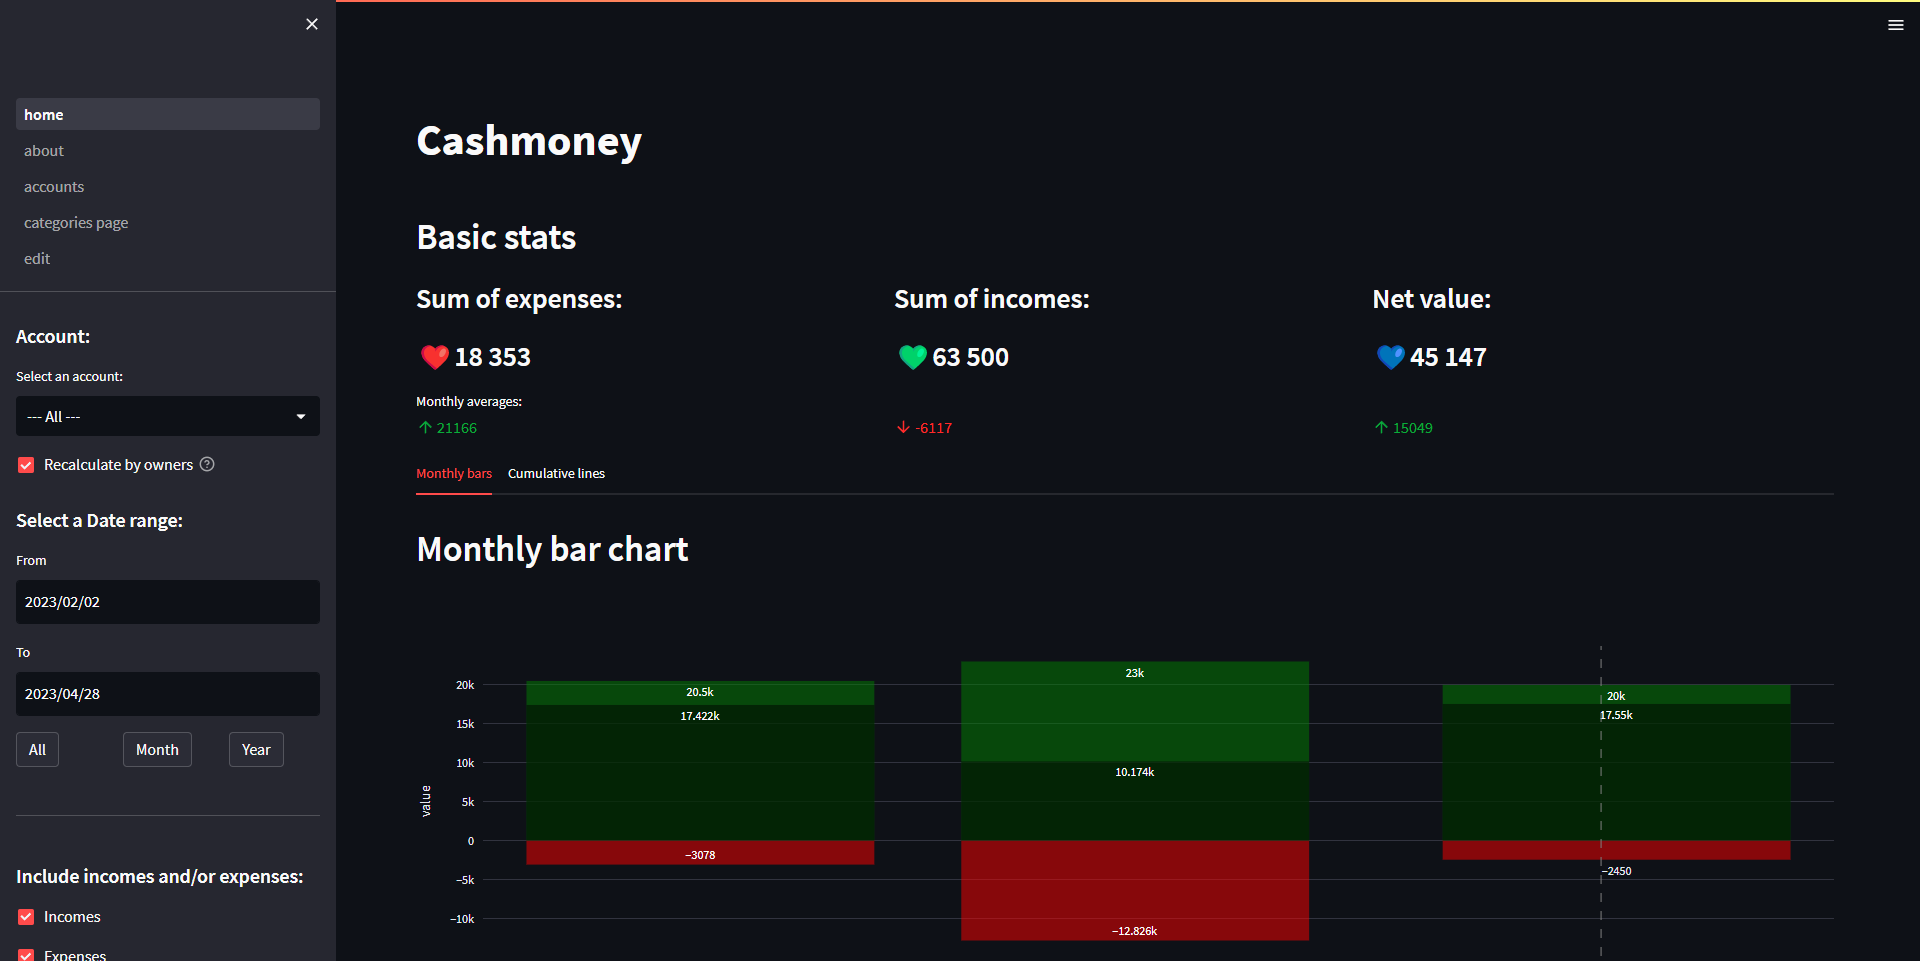 home
about
accounts
categories page
edit
Account:
Select an account:
--- All ---
Recalculate by owners
Select a Date range:
From
2023/02/02
To
2023/04/28
All Month Year
Include incomes and/or expenses:
Incomes
Expenses
Cashmoney
Basic stats
Sum of expenses: Sum of incomes: Net value:
18 353 63 500 45 147
Monthly averages:
21166 -6117 15049
Monthly bars Cumulative lines
Monthly bar chart
value
20k
15k
10k
5k
0
−5k
−10k
20.5k
17.422k
−3078
23k
10.174k
−12.826k
20k
17.55k
−2450